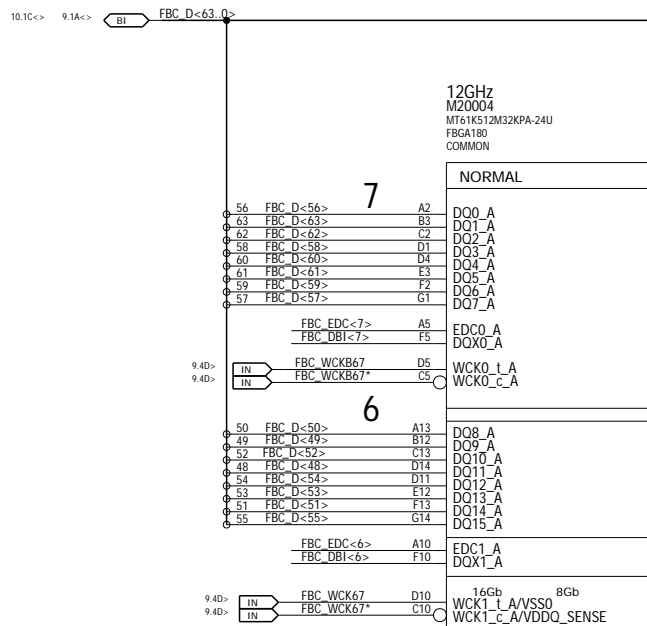 10.1C<> 9.1A<> BI FBC_D<63..0>
12GHz
M20004
MT61K512M32KPA-24U
FBGA180
COMMON
NORMAL
7
56 FBC_D<56> A2 DQ0_A
63 FBC_D<63> B3 DQ1_A
62 FBC_D<62> C2 DQ2_A
58 FBC_D<58> D1 DQ3_A
60 FBC_D<60> D4 DQ4_A
61 FBC_D<61> E3 DQ5_A
59 FBC_D<59> F2 DQ6_A
57 FBC_D<57> G1 DQ7_A
FBC_EDC<7> A5 EDC0_A
FBC_DBI<7> F5 DQX0_A
9.4D> IN FBC_WCKB67 D5 WCK0_t_A
9.4D> IN FBC_WCKB67* C5 WCK0_c_A
6
50 FBC_D<50> A13 DQ8_A
49 FBC_D<49> B12 DQ9_A
52 FBC_D<52> C13 DQ10_A
48 FBC_D<48> D14 DQ11_A
54 FBC_D<54> D11 DQ12_A
53 FBC_D<53> E12 DQ13_A
51 FBC_D<51> F13 DQ14_A
55 FBC_D<55> G14 DQ15_A
FBC_EDC<6> A10 EDC1_A
FBC_DBI<6> F10 DQX1_A
16Gb 8Gb
9.4D> IN FBC_WCK67 D10 WCK1_t_A/VSS0
9.4D> IN FBC_WCK67* C10 WCK1_c_A/VDDQ_SENSE